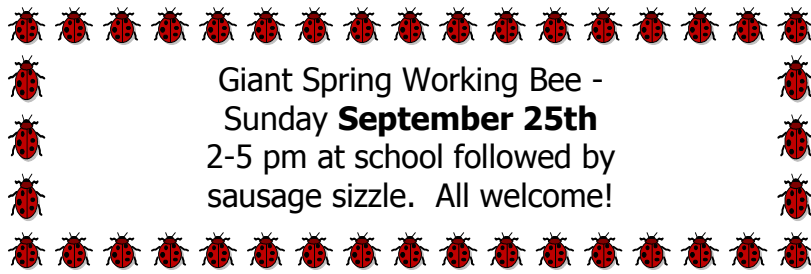 Giant Spring Working Bee -
Sunday September 25th
2-5 pm at school followed by
sausage sizzle.  All welcome!